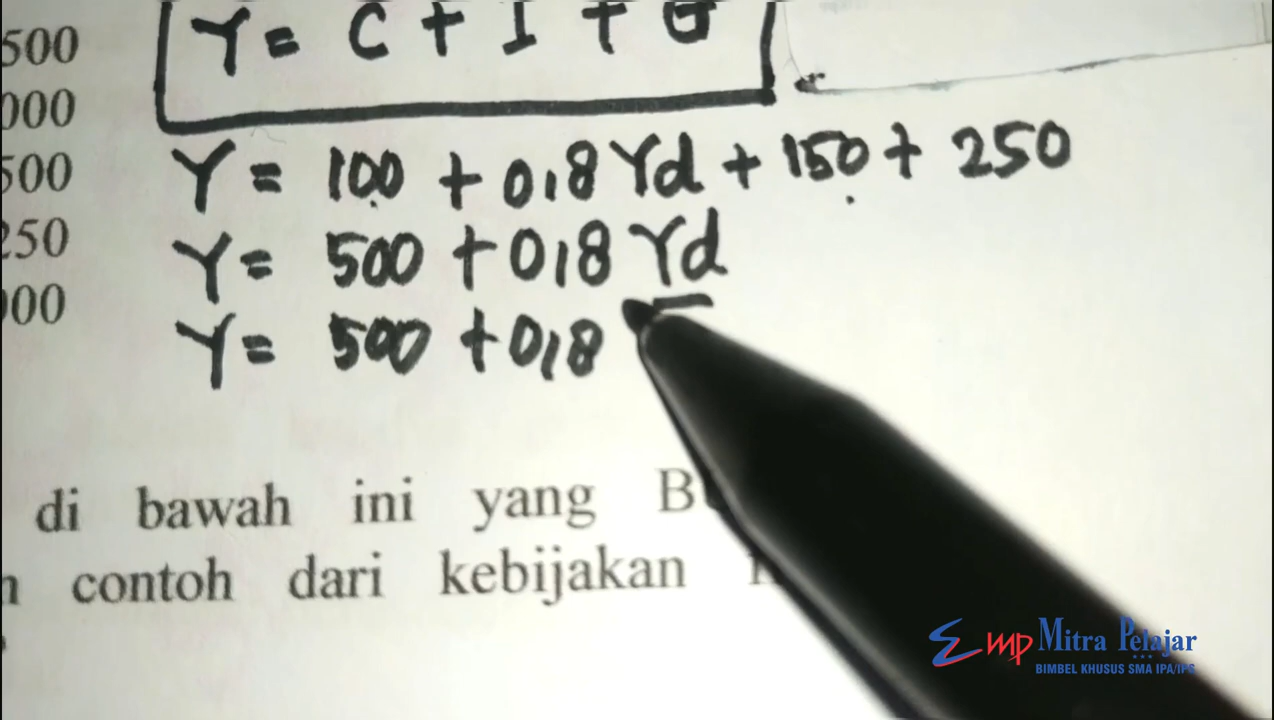 500
000
500
250
000
Y = C + I + G
Y = 100 + 0,8 Yd + 150 + 250
Y = 500 + 0,8 Yd
Y = 500 + 0,8
di bawah ini yang
contoh dari kebijakan
Emp Mitra Pelajar
BIMBEL KHUSUS SMA IPA/IPS